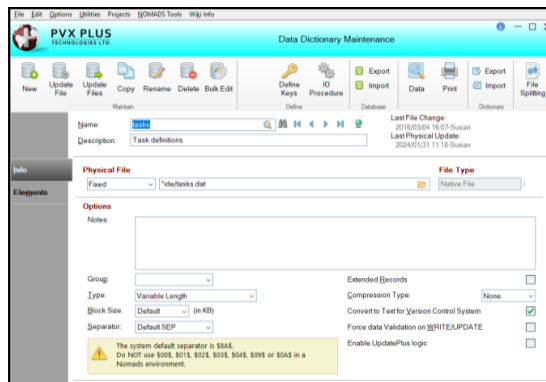 File Edit Options Utilities Projects NOMADS Tools Wiki Info
PVX PLUS
TECHNOLOGIES LTD.
Data Dictionary Maintenance
New Update File Update Files Copy Rename Delete Bulk Edit
Maintain
Define Keys IO Procedure
Define
Export
Import
Database
Data Print
Export
Import
Dictionary
File Splitting
Name: tasks
Last File Change:
2016/03/04 16:07-Susan
Description: Task definitions
Last Physical Update:
2024/01/31 11:18-Susan
Info
Elements
Physical File
File Type
Fixed *ide/tasks.dat Native File
Options
Notes:
Group: Extended Records
Type: Variable Length Compression Type: None
Block Size: Default (in KB) Convert to Text for Version Control System
Separator: Default SEP Force data Validation on WRITE/UPDATE
Enable UpdatePlus logic
The system default separator is $8A$.
Do NOT use $00$, $01$, $02$, $03$, $04$, $09$ or $0A$ in a
Nomads environment.